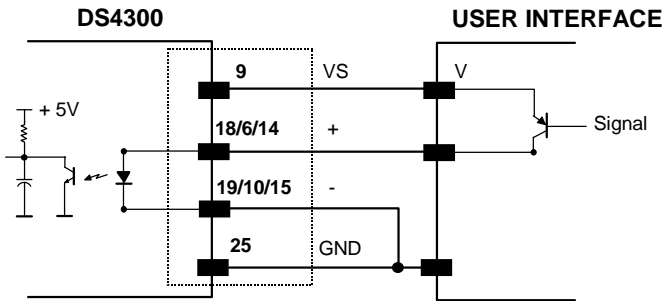 DS4300
USER INTERFACE
9 VS V
+ 5V
18/6/14 +
Signal
19/10/15 -
25 GND